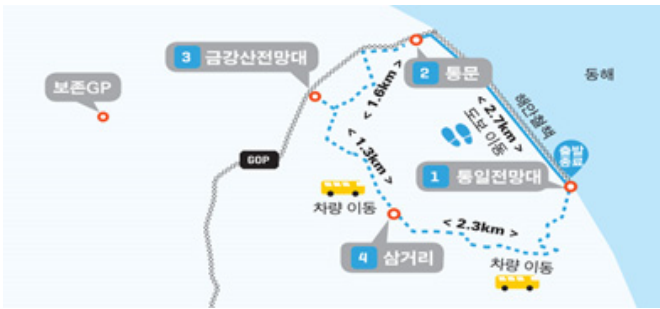 3 금강산전망대
보존GP
2 통문
동해
< 1.6km >
해안철책
< 2.7km >
도보 이동
출발
종료
GOP
< 1.3km >
1 통일전망대
차량 이동
< 2.3km >
4 삼거리
차량 이동